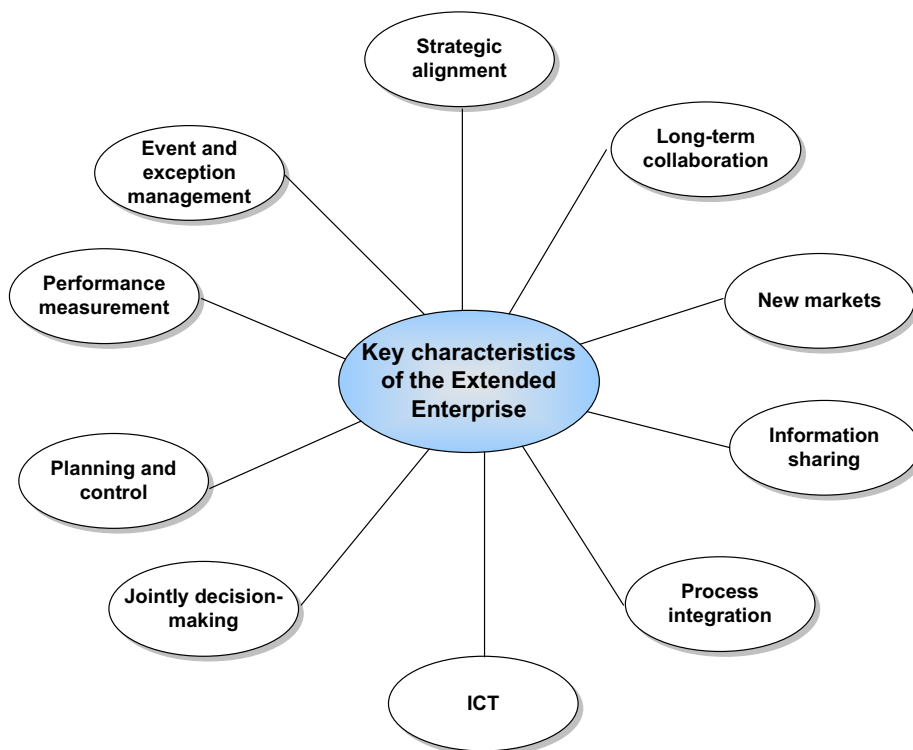 Strategic
alignment
Long-term
collaboration
Event and
exception
management
Performance
measurement
New markets
Key characteristics
of the Extended
Enterprise
Information
sharing
Planning and
control
Process
integration
Jointly decision-
making
ICT